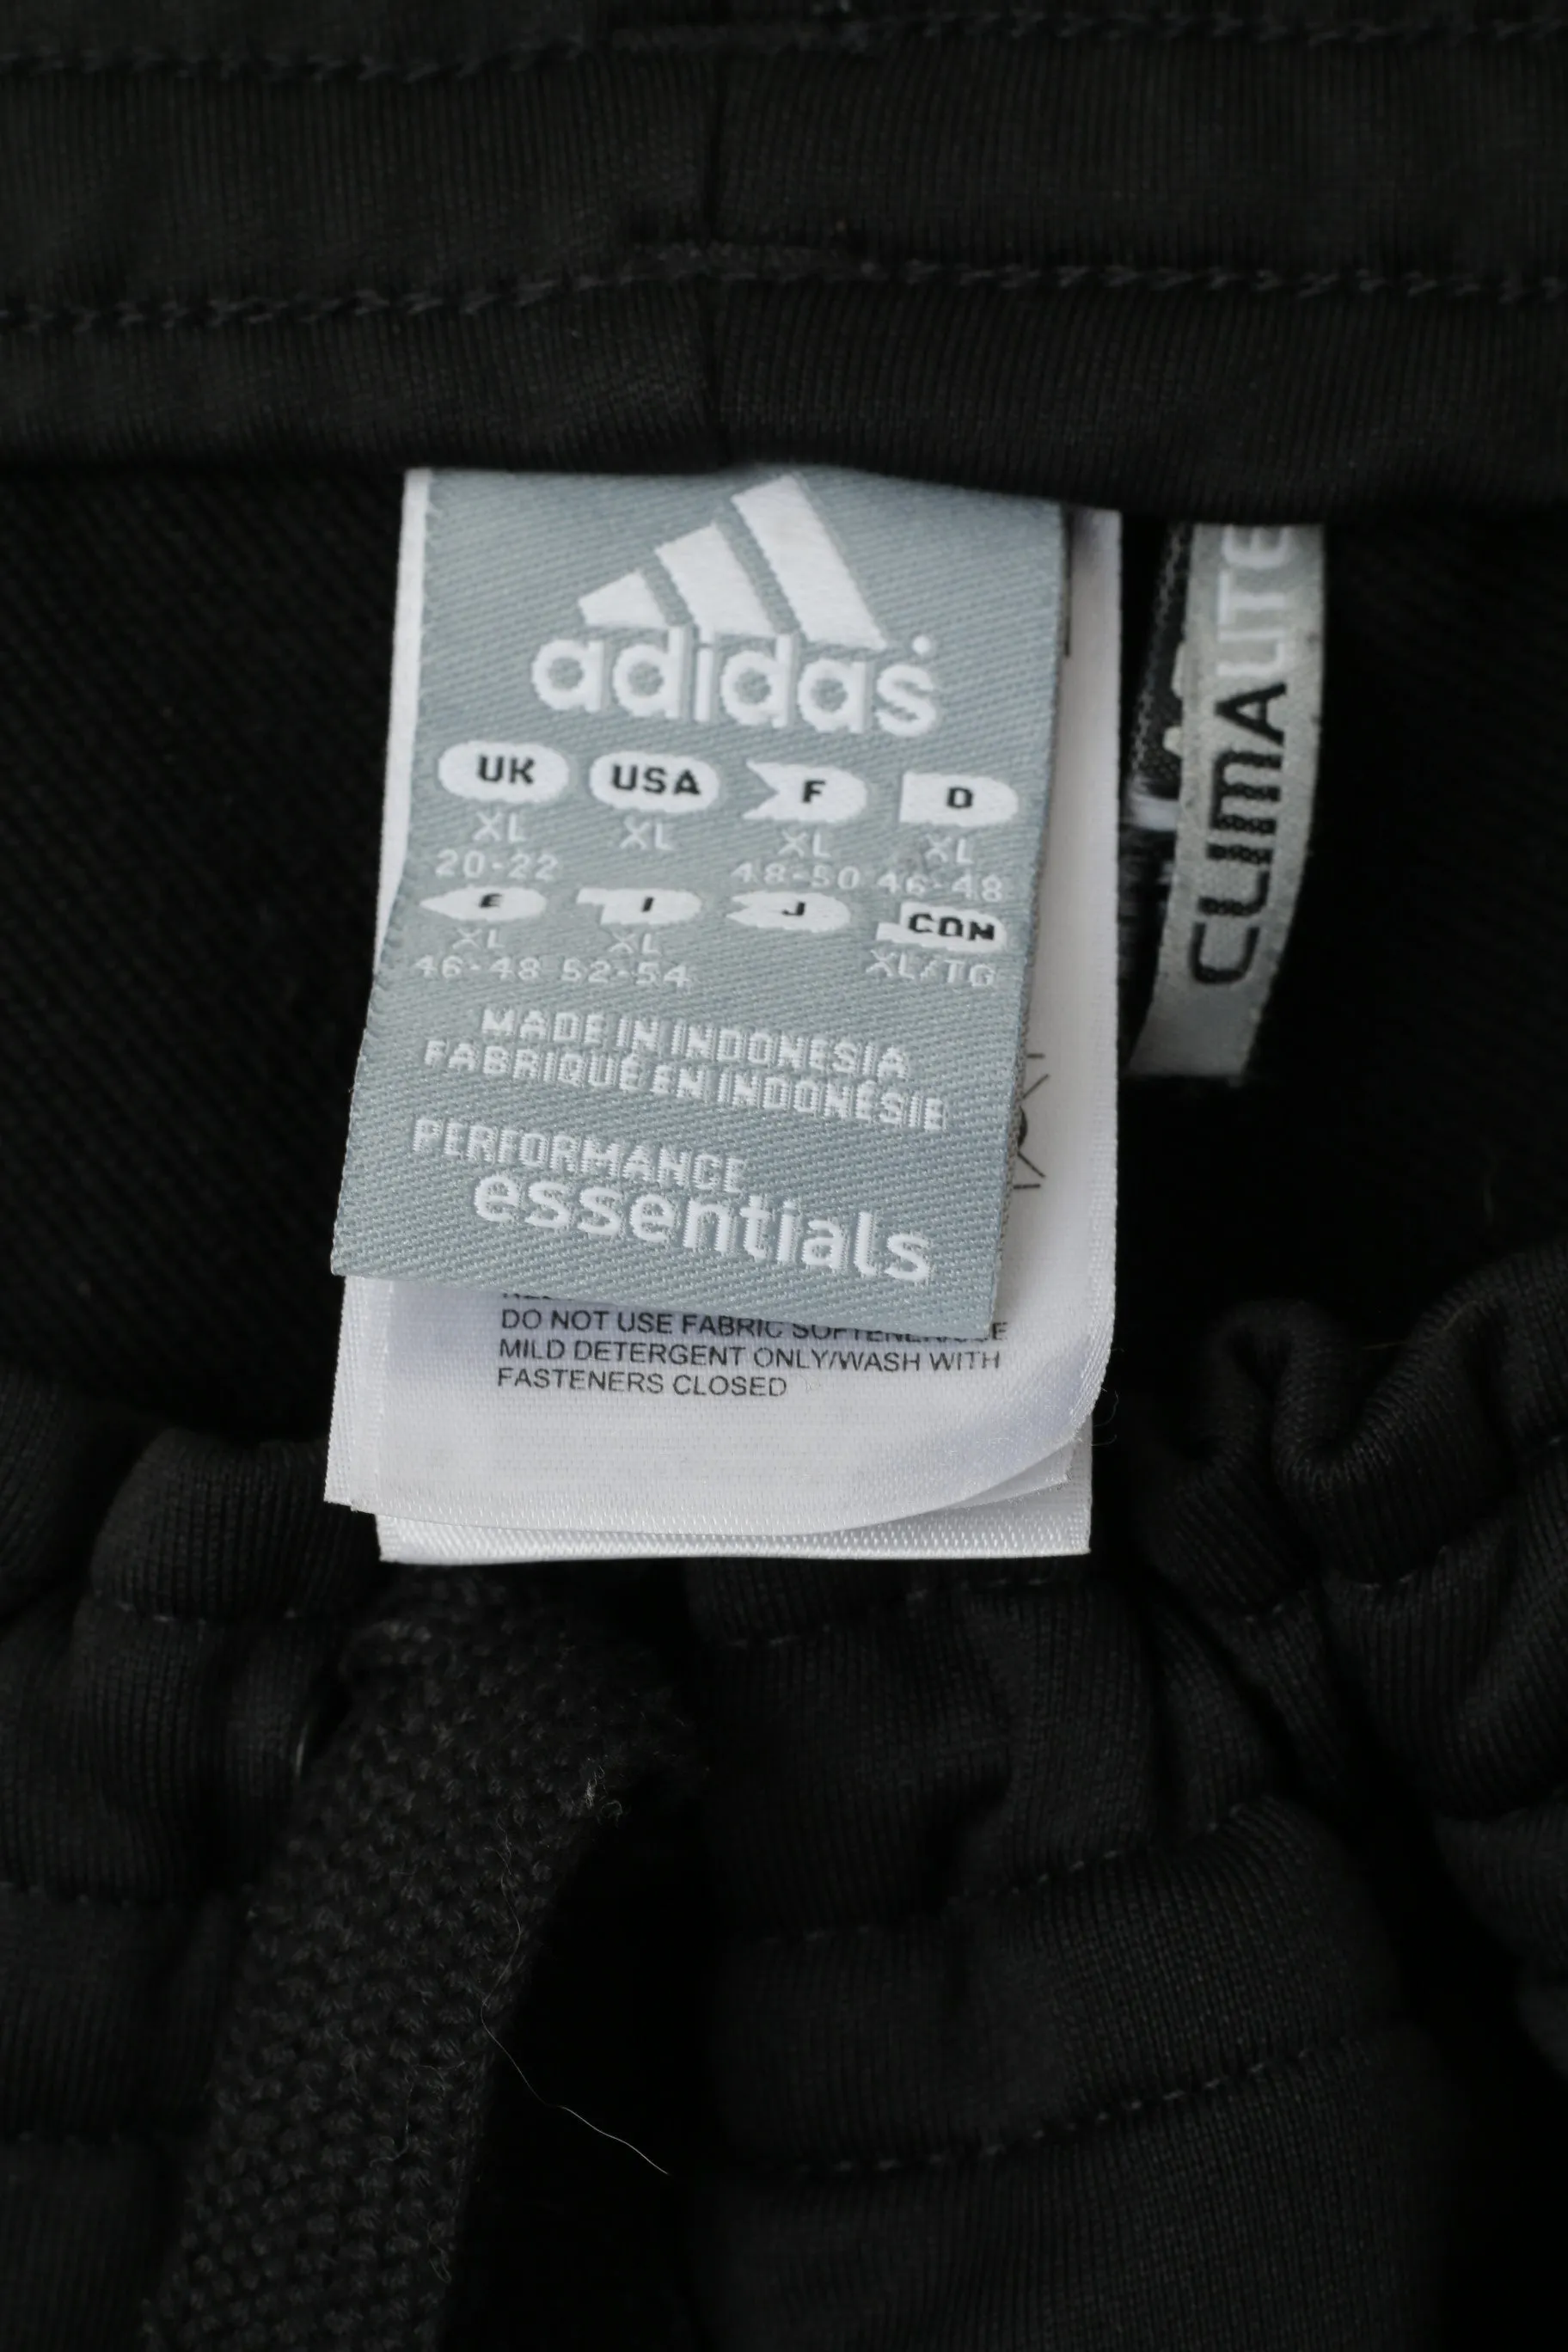 adidas
UK USA F D
XL XL XL XL
20-22 48-50 46-48
E I J CDN
XL XL XL/TG
46-48 52-54
MADE IN INDONESIA
FABRIQUÉ EN INDONÉSIE
PERFORMANCE
essentials
DO NOT USE FABRIC SOFTENER/USE
MILD DETERGENT ONLY/WASH WITH
FASTENERS CLOSED
CLIMALITE